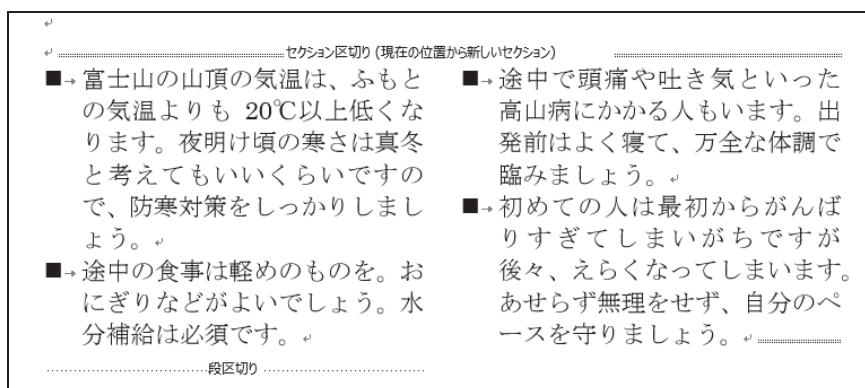 セクション区切り (現在の位置から新しいセクション)
■→富士山の山頂の気温は、ふもと
の気温よりも 20℃以上低くな
ります。夜明け頃の寒さは真冬
と考えてもいいくらいですの
で、防寒対策をしっかりしまし
ょう。
■→途中の食事は軽めのものを。お
にぎりなどがよいでしょう。水
分補給は必須です。
段区切り
■→途中で頭痛や吐き気といった
高山病にかかる人もいます。出
発前はよく寝て、万全な体調で
臨みましょう。
■→初めての人は最初からがんば
りすぎてしまいがちですが
後々、えらくなってしまいます。
あせらず無理をせず、自分のペ
ースを守りましょう。